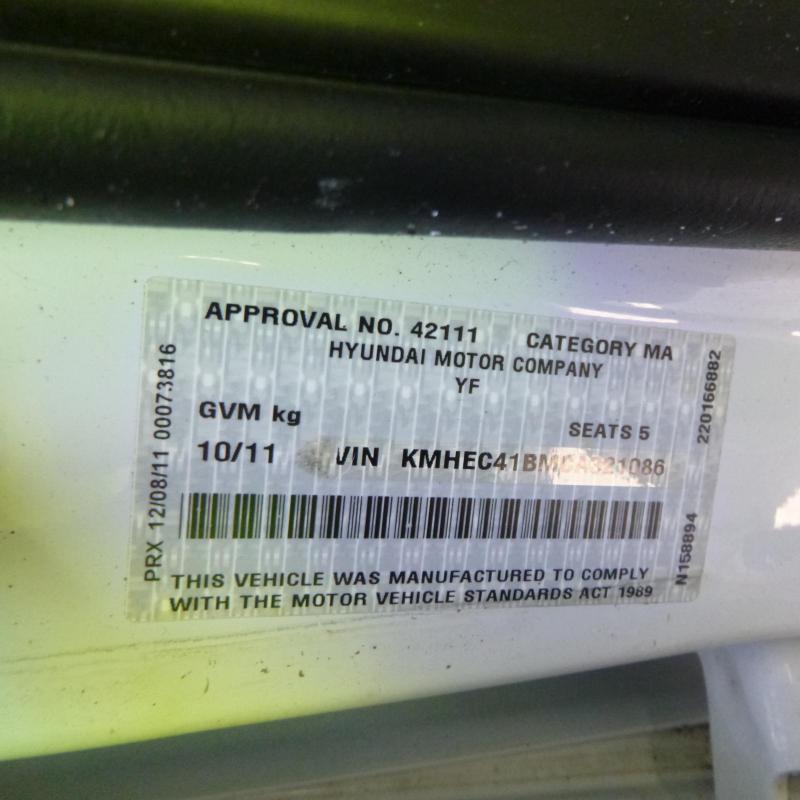 APPROVAL NO. 42111 CATEGORY MA
HYUNDAI MOTOR COMPANY
YF
GVM kg SEATS 5
10/11 VIN KMHEC41BMCA321086
THIS VEHICLE WAS MANUFACTURED TO COMPLY
WITH THE MOTOR VEHICLE STANDARDS ACT 1989
PRX 12/08/11 00073816
220166882
N158894